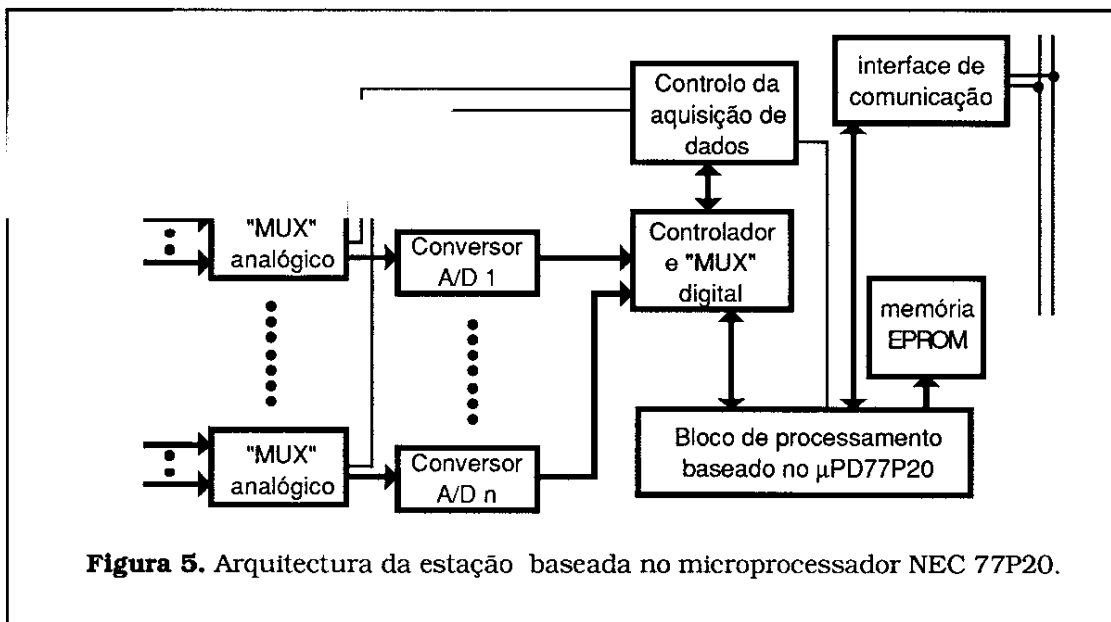 Controlo da
aquisição de
dados
interface de
comunicação
"MUX"
analógico
Conversor
A/D 1
Controlador
e "MUX"
digital
memória
EPROM
"MUX"
analógico
Conversor
A/D n
Bloco de processamento
baseado no µPD77P20
Figura 5. Arquitectura da estação baseada no microprocessador NEC 77P20.